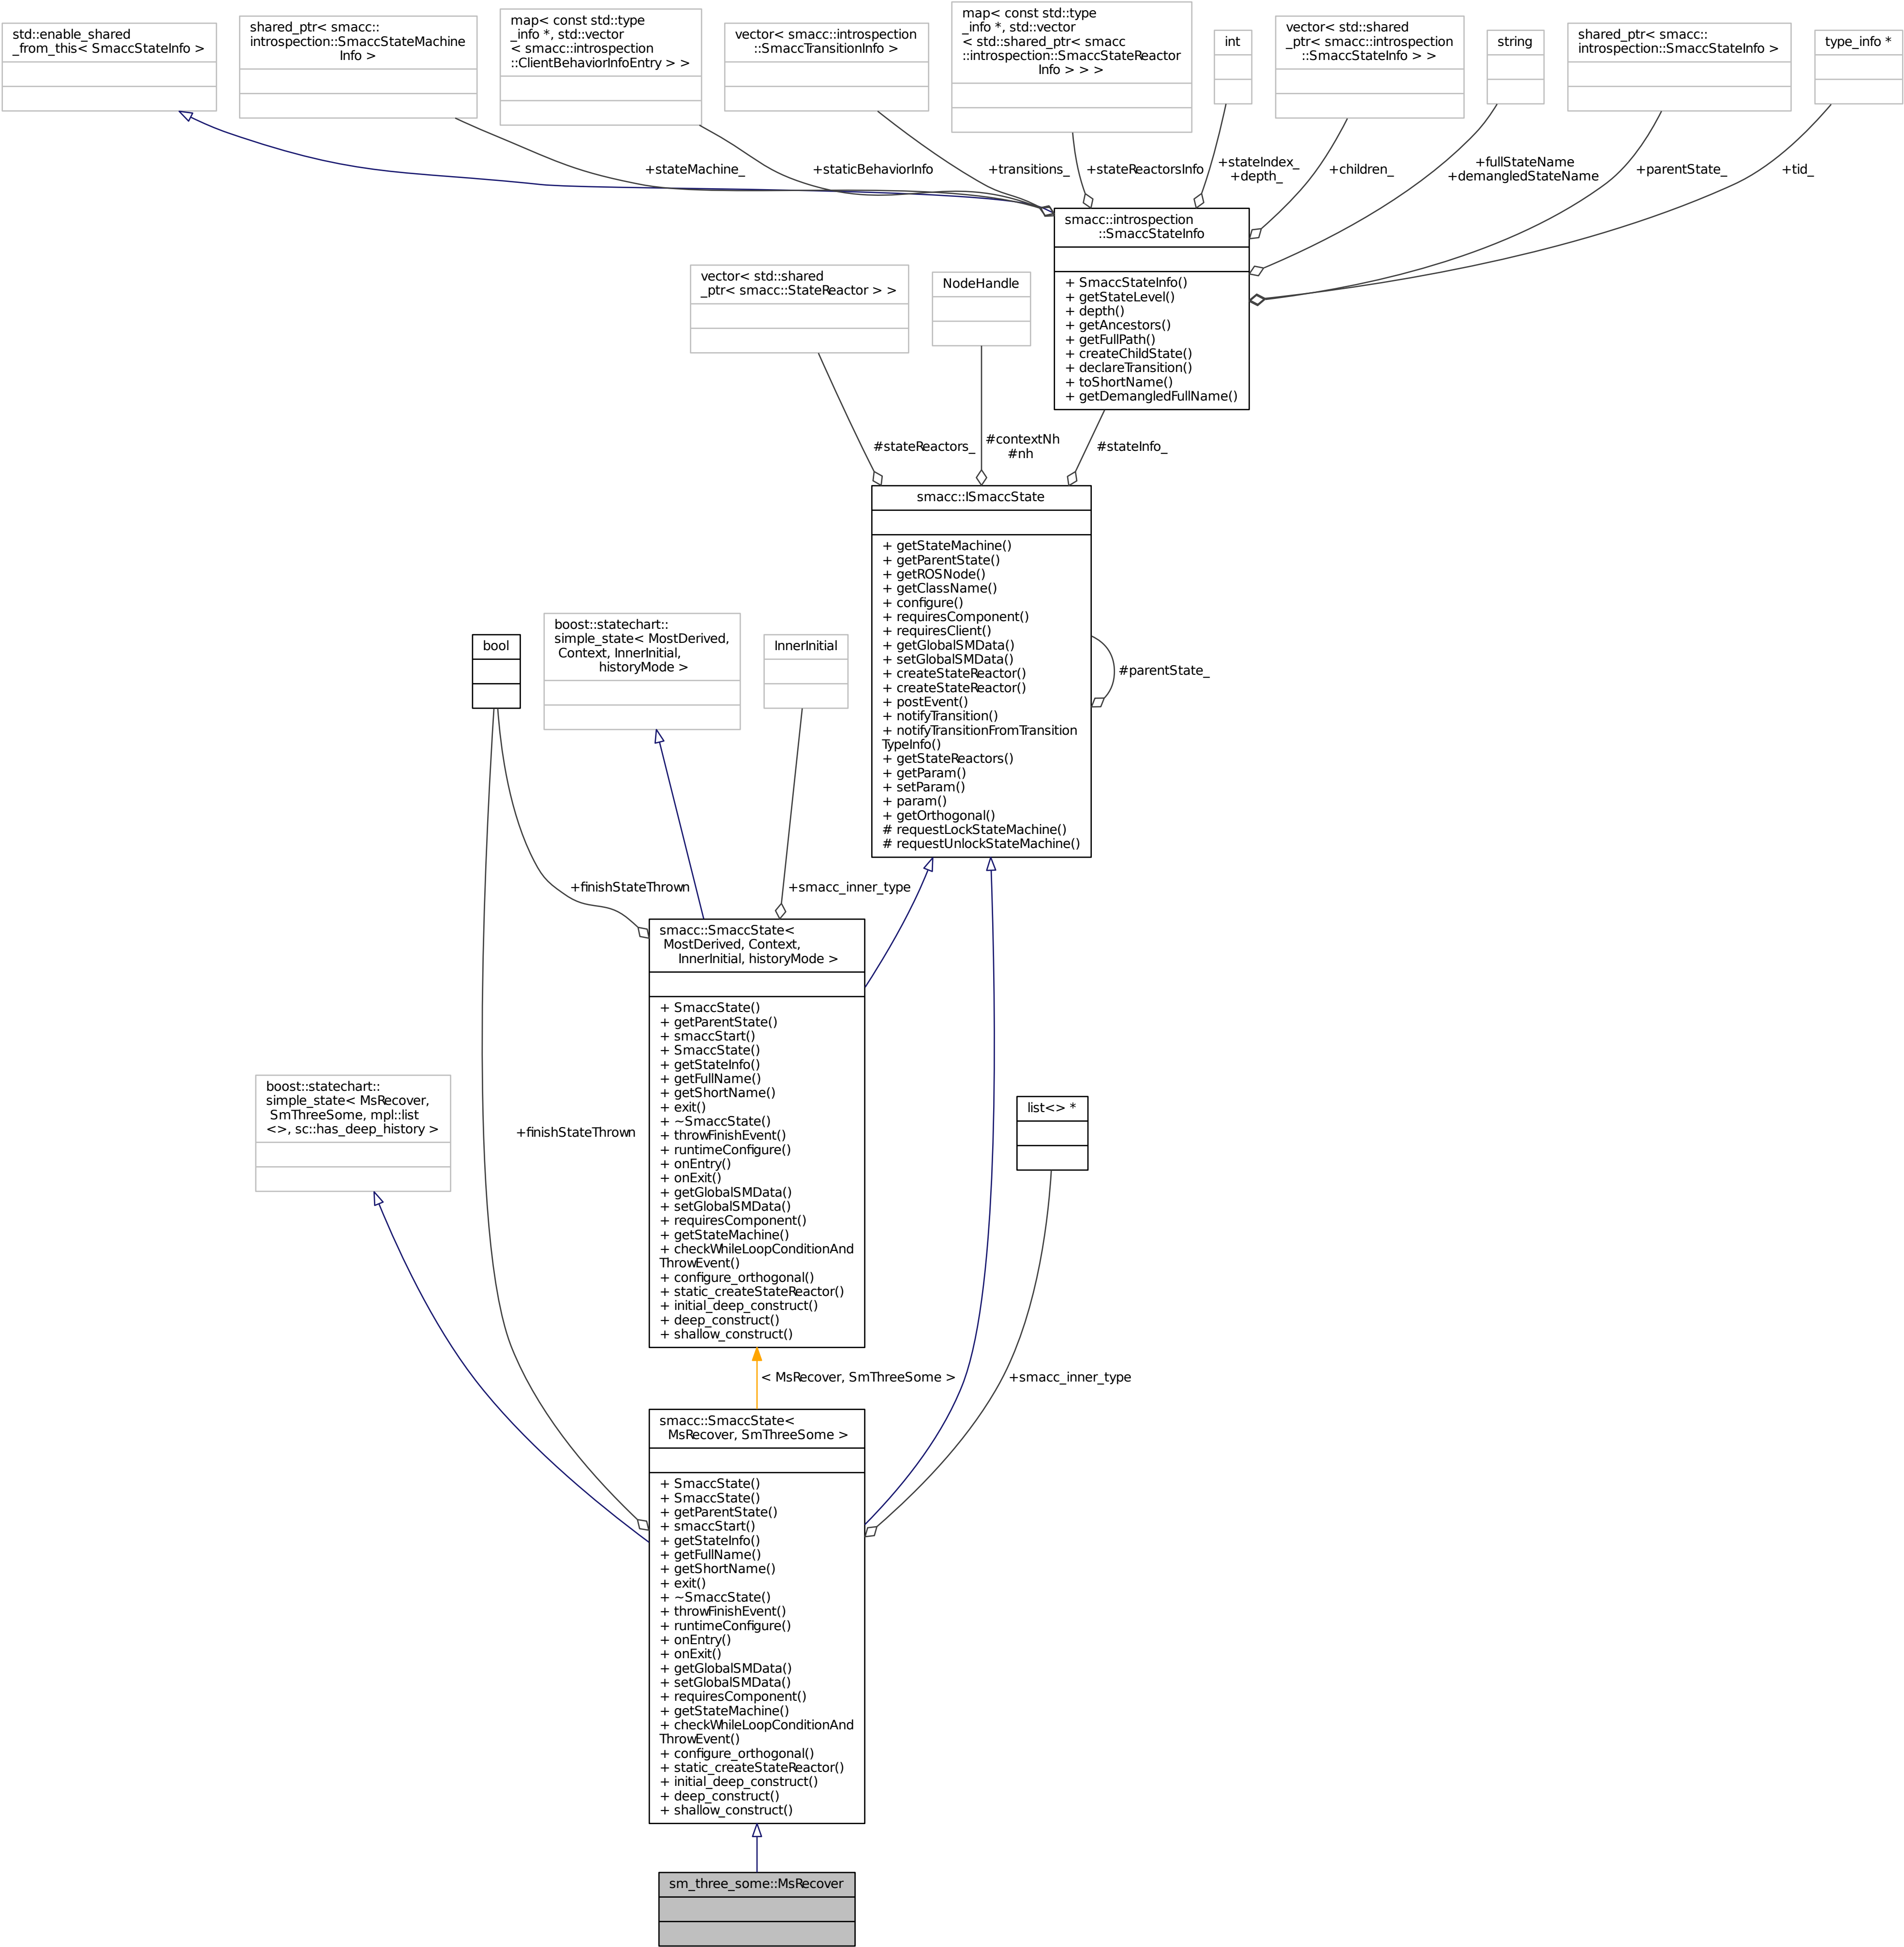 std::enable_shared
_from_this< SmaccStateInfo >
shared_ptr< smacc::
introspection::SmaccStateMachine
Info >
map< const std::type
_info *, std::vector
< smacc::introspection
::ClientBehaviorInfoEntry > >
vector< smacc::introspection
::SmaccTransitionInfo >
map< const std::type
_info *, std::vector
< std::shared_ptr< smacc
::introspection::SmaccStateReactor
Info > > >
int
vector< std::shared
_ptr< smacc::introspection
::SmaccStateInfo > >
string
shared_ptr< smacc::
introspection::SmaccStateInfo >
type_info *
+stateMachine_
+staticBehaviorInfo
+transitions_
+stateReactorsInfo
+stateIndex_
+depth_
+children_
+fullStateName
+demangledStateName
+parentState_
+tid_
smacc::introspection
::SmaccStateInfo
+ SmaccStateInfo()
+ getStateLevel()
+ depth()
+ getAncestors()
+ getFullPath()
+ createChildState()
+ declareTransition()
+ toShortName()
+ getDemangledFullName()
vector< std::shared
_ptr< smacc::StateReactor > >
NodeHandle
#stateReactors_
#contextNh
#nh
#stateInfo_
smacc::ISmaccState
+ getStateMachine()
+ getParentState()
+ getROSNode()
+ getClassName()
+ configure()
+ requiresComponent()
+ requiresClient()
+ getGlobalSMData()
+ setGlobalSMData()
+ createStateReactor()
+ createStateReactor()
+ postEvent()
+ notifyTransition()
+ notifyTransitionFromTransition
TypeInfo()
+ getStateReactors()
+ getParam()
+ setParam()
+ param()
+ getOrthogonal()
# requestLockStateMachine()
# requestUnlockStateMachine()
#parentState_
bool
boost::statechart::
simple_state< MostDerived,
Context, InnerInitial,
historyMode >
InnerInitial
+finishStateThrown
+smacc_inner_type
smacc::SmaccState<
MostDerived, Context,
InnerInitial, historyMode >
+ SmaccState()
+ getParentState()
+ smaccStart()
+ SmaccState()
+ getStateInfo()
+ getFullName()
+ getShortName()
+ exit()
+ ~SmaccState()
+ throwFinishEvent()
+ runtimeConfigure()
+ onEntry()
+ onExit()
+ getGlobalSMData()
+ setGlobalSMData()
+ requiresComponent()
+ getStateMachine()
+ checkWhileLoopConditionAnd
ThrowEvent()
+ configure_orthogonal()
+ static_createStateReactor()
+ initial_deep_construct()
+ deep_construct()
+ shallow_construct()
boost::statechart::
simple_state< MsRecover,
SmThreeSome, mpl::list
<>, sc::has_deep_history >
+finishStateThrown
list<> *
< MsRecover, SmThreeSome >
+smacc_inner_type
smacc::SmaccState<
MsRecover, SmThreeSome >
+ SmaccState()
+ SmaccState()
+ getParentState()
+ smaccStart()
+ getStateInfo()
+ getFullName()
+ getShortName()
+ exit()
+ ~SmaccState()
+ throwFinishEvent()
+ runtimeConfigure()
+ onEntry()
+ onExit()
+ getGlobalSMData()
+ setGlobalSMData()
+ requiresComponent()
+ getStateMachine()
+ checkWhileLoopConditionAnd
ThrowEvent()
+ configure_orthogonal()
+ static_createStateReactor()
+ initial_deep_construct()
+ deep_construct()
+ shallow_construct()
sm_three_some::MsRecover